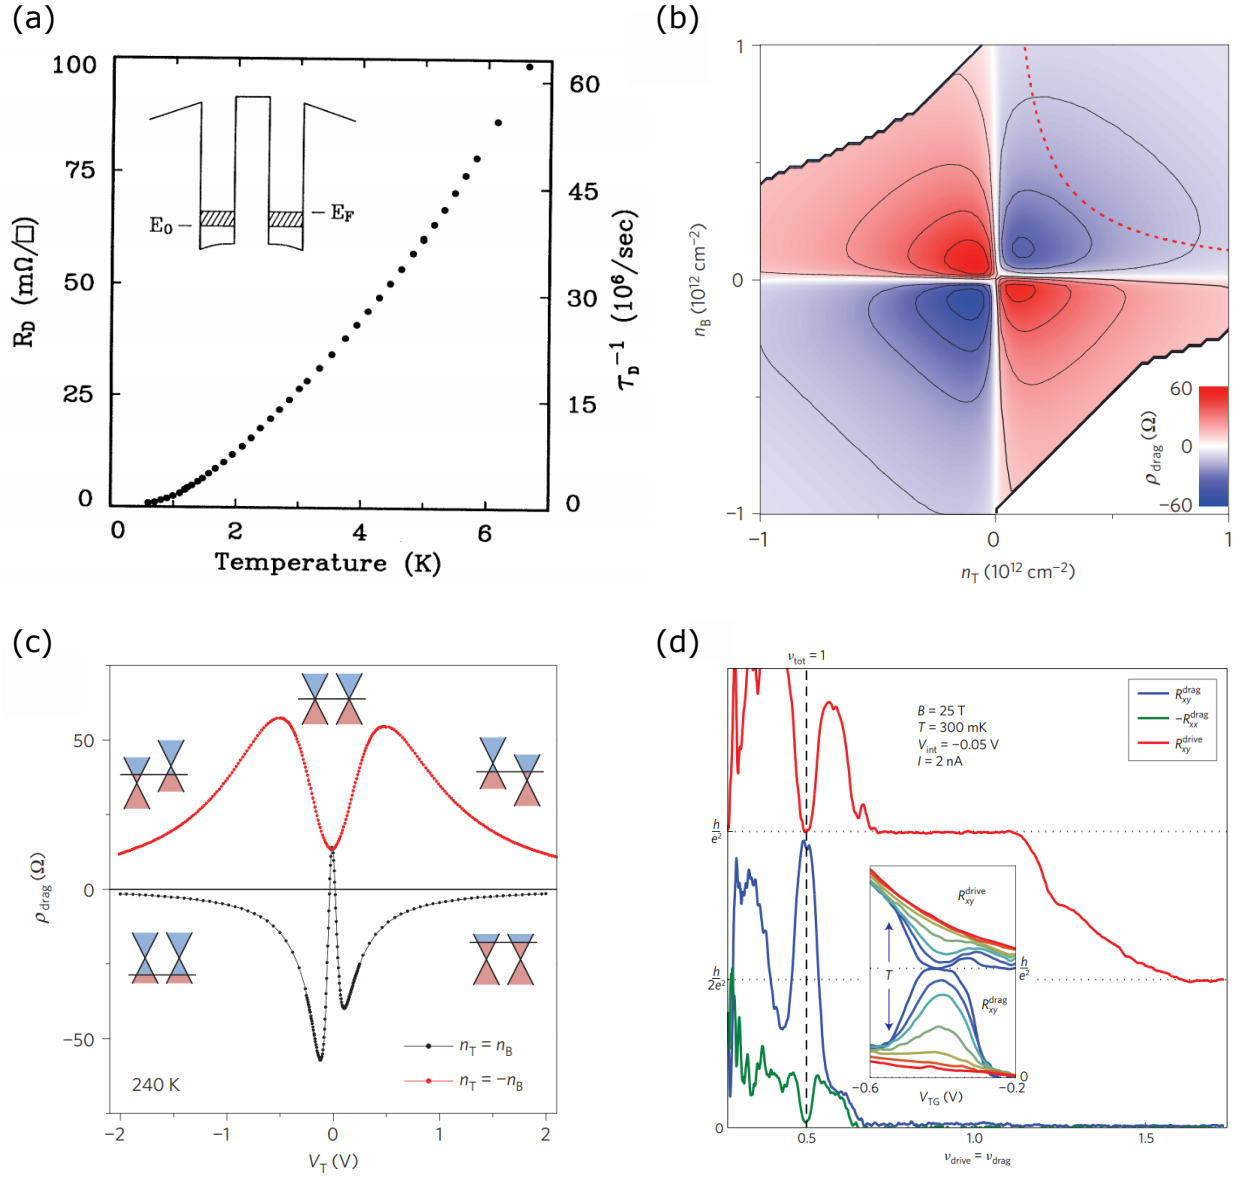 (a)
100
75
50
25
0
R_D (mΩ/□)
E_O
E_F
60
45
30
15
0
τ_D⁻¹ (10⁶/sec)
0
2
4
6
Temperature (K)
(b)
1
0
−1
n_B (10¹² cm⁻²)
60
0
−60
ρ_drag (Ω)
−1
0
1
n_T (10¹² cm⁻²)
(c)
50
0
−50
ρ_drag (Ω)
n_T = n_B
n_T = −n_B
240 K
−2
−1
0
1
2
V_T (V)
(d)
ν_tot = 1
B = 25 T
T = 300 mK
V_int = −0.05 V
I = 2 nA
R_xy^drag
−R_xx^drag
R_xy^drive
h/e²
h/2e²
0
R_xy^drive
T
h/e²
R_xy^drag
0
−0.6
−0.2
V_TG (V)
0.5
1.0
1.5
ν_drive = ν_drag